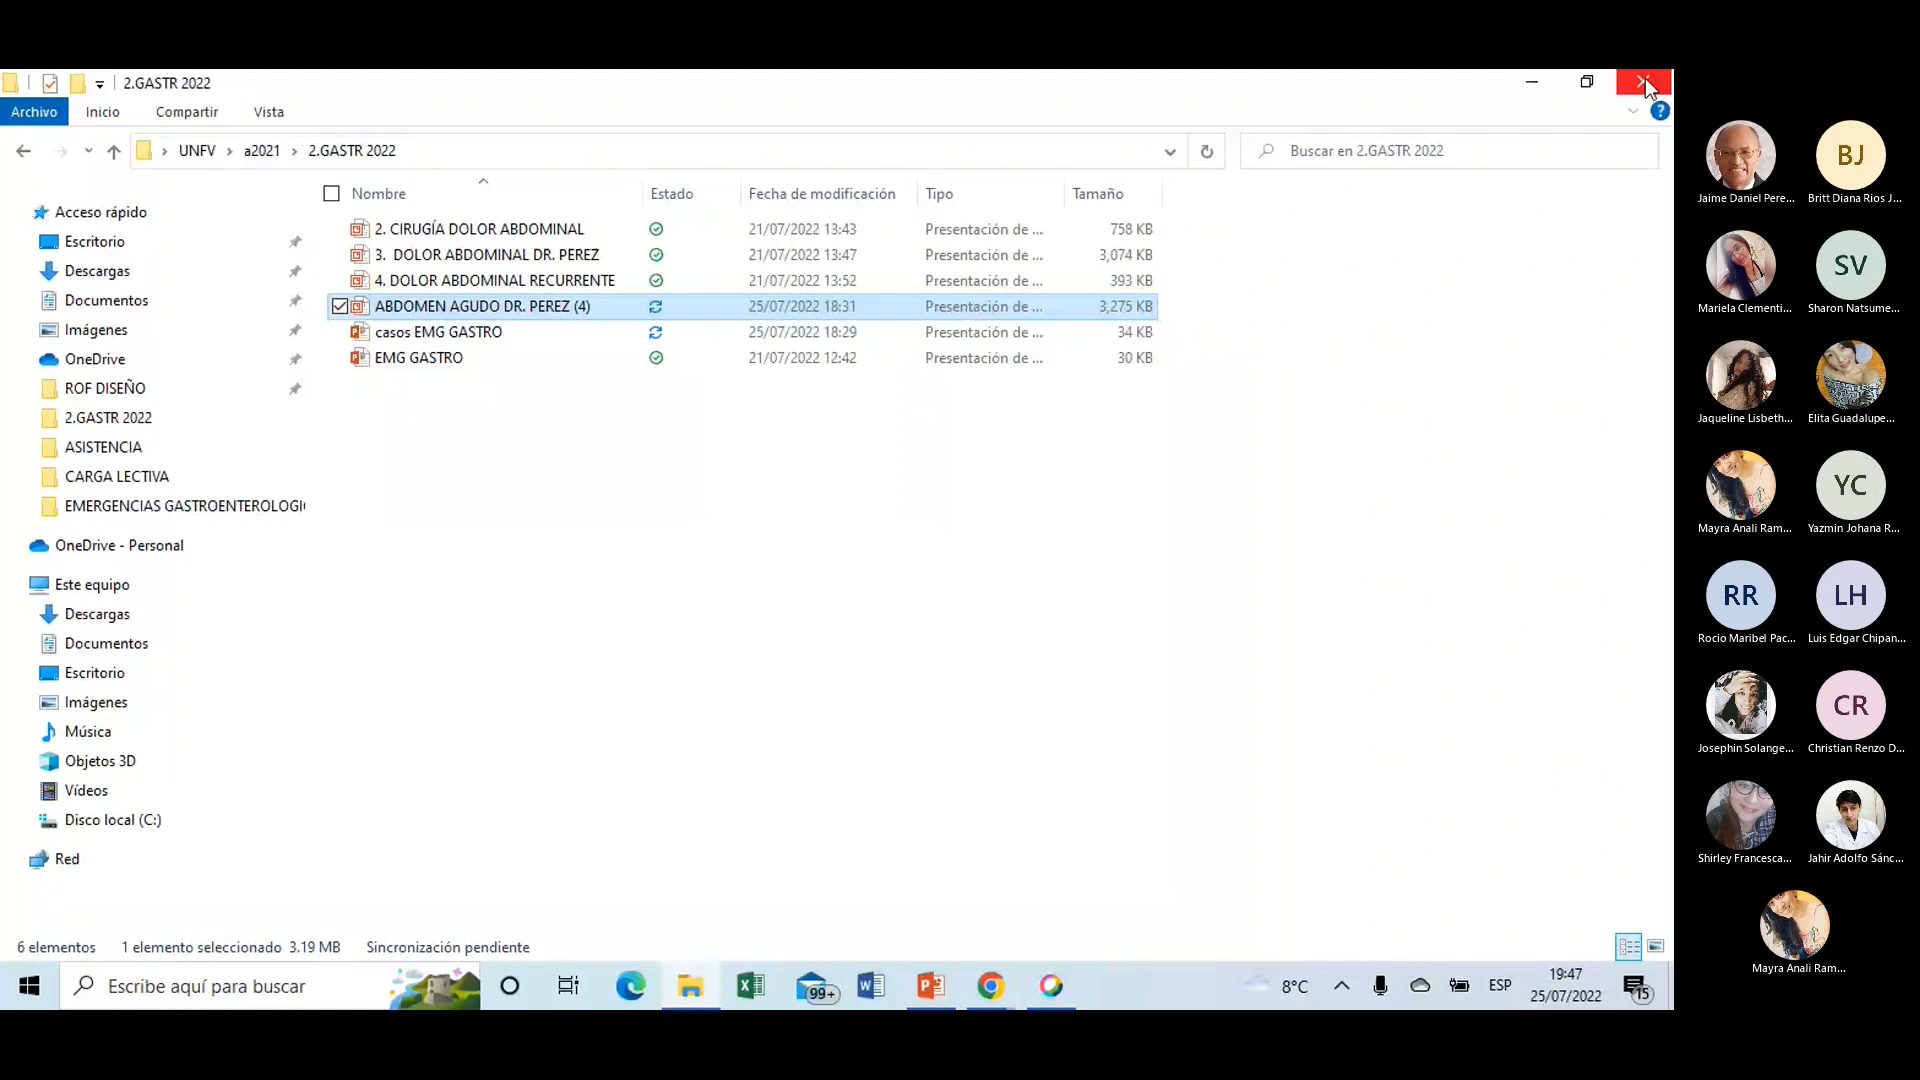 2.GASTR 2022
Archivo Inicio Compartir Vista
UNFV a2021 2.GASTR 2022
Buscar en 2.GASTR 2022
Nombre Estado Fecha de modificación Tipo Tamaño
2. CIRUGÍA DOLOR ABDOMINAL 21/07/2022 13:43 Presentación de ... 758 KB
3. DOLOR ABDOMINAL DR. PEREZ 21/07/2022 13:47 Presentación de ... 3,074 KB
4. DOLOR ABDOMINAL RECURRENTE 21/07/2022 13:52 Presentación de ... 393 KB
ABDOMEN AGUDO DR. PEREZ (4) 25/07/2022 18:31 Presentación de ... 3,275 KB
casos EMG GASTRO 25/07/2022 18:29 Presentación de ... 34 KB
EMG GASTRO 21/07/2022 12:42 Presentación de ... 30 KB
Acceso rápido
Escritorio
Descargas
Documentos
Imágenes
OneDrive
ROF DISEÑO
2.GASTR 2022
ASISTENCIA
CARGA LECTIVA
EMERGENCIAS GASTROENTEROLOGI
OneDrive - Personal
Este equipo
Descargas
Documentos
Escritorio
Imágenes
Música
Objetos 3D
Vídeos
Disco local (C:)
Red
6 elementos 1 elemento seleccionado 3.19 MB Sincronización pendiente
Escribe aquí para buscar
99+
8°C
ESP
19:47
25/07/2022
15
BJ
Jaime Daniel Pere... Britt Diana Rios J...
SV
Mariela Clementi... Sharon Natsume...
Jaqueline Lisbeth... Elita Guadalupe...
YC
Mayra Anali Ram... Yazmin Johana R...
RR LH
Rocio Maribel Pac... Luis Edgar Chipan...
CR
Josephin Solange... Christian Renzo D...
Shirley Francesca... Jahir Adolfo Sánc...
Mayra Anali Ram...